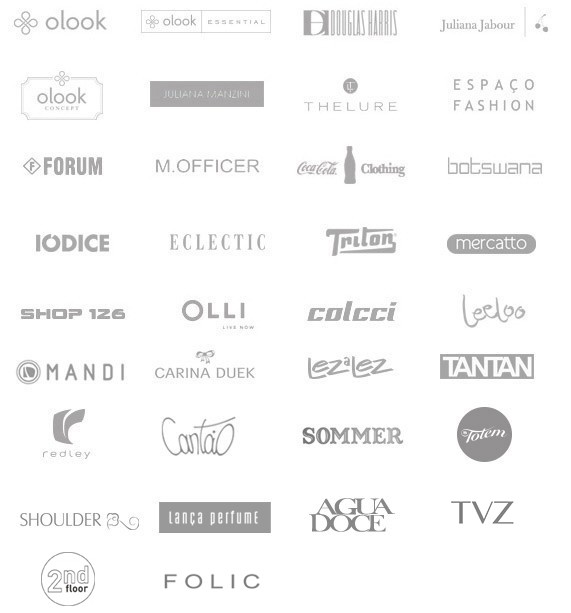 olook
olook ESSENTIAL
DOUGLAS HARRIS
Juliana Jabour
olook
CONCEPT
JULIANA MANZINI
THELURE
ESPAÇO
FASHION
FORUM
M.OFFICER
Coca-Cola Clothing
botswana
IÓDICE
ECLECTIC
Triton
mercatto
SHOP 126
OLLI
LIVE NOW
colcci
Leeloo
MANDI
CARINA DUEK
LEZ a LEZ
TANTAN
redley
Cantão
SOMMER
Totem
SHOULDER
Lança perfume
AGUA
DOCE
TVZ
2nd
floor
FOLIC